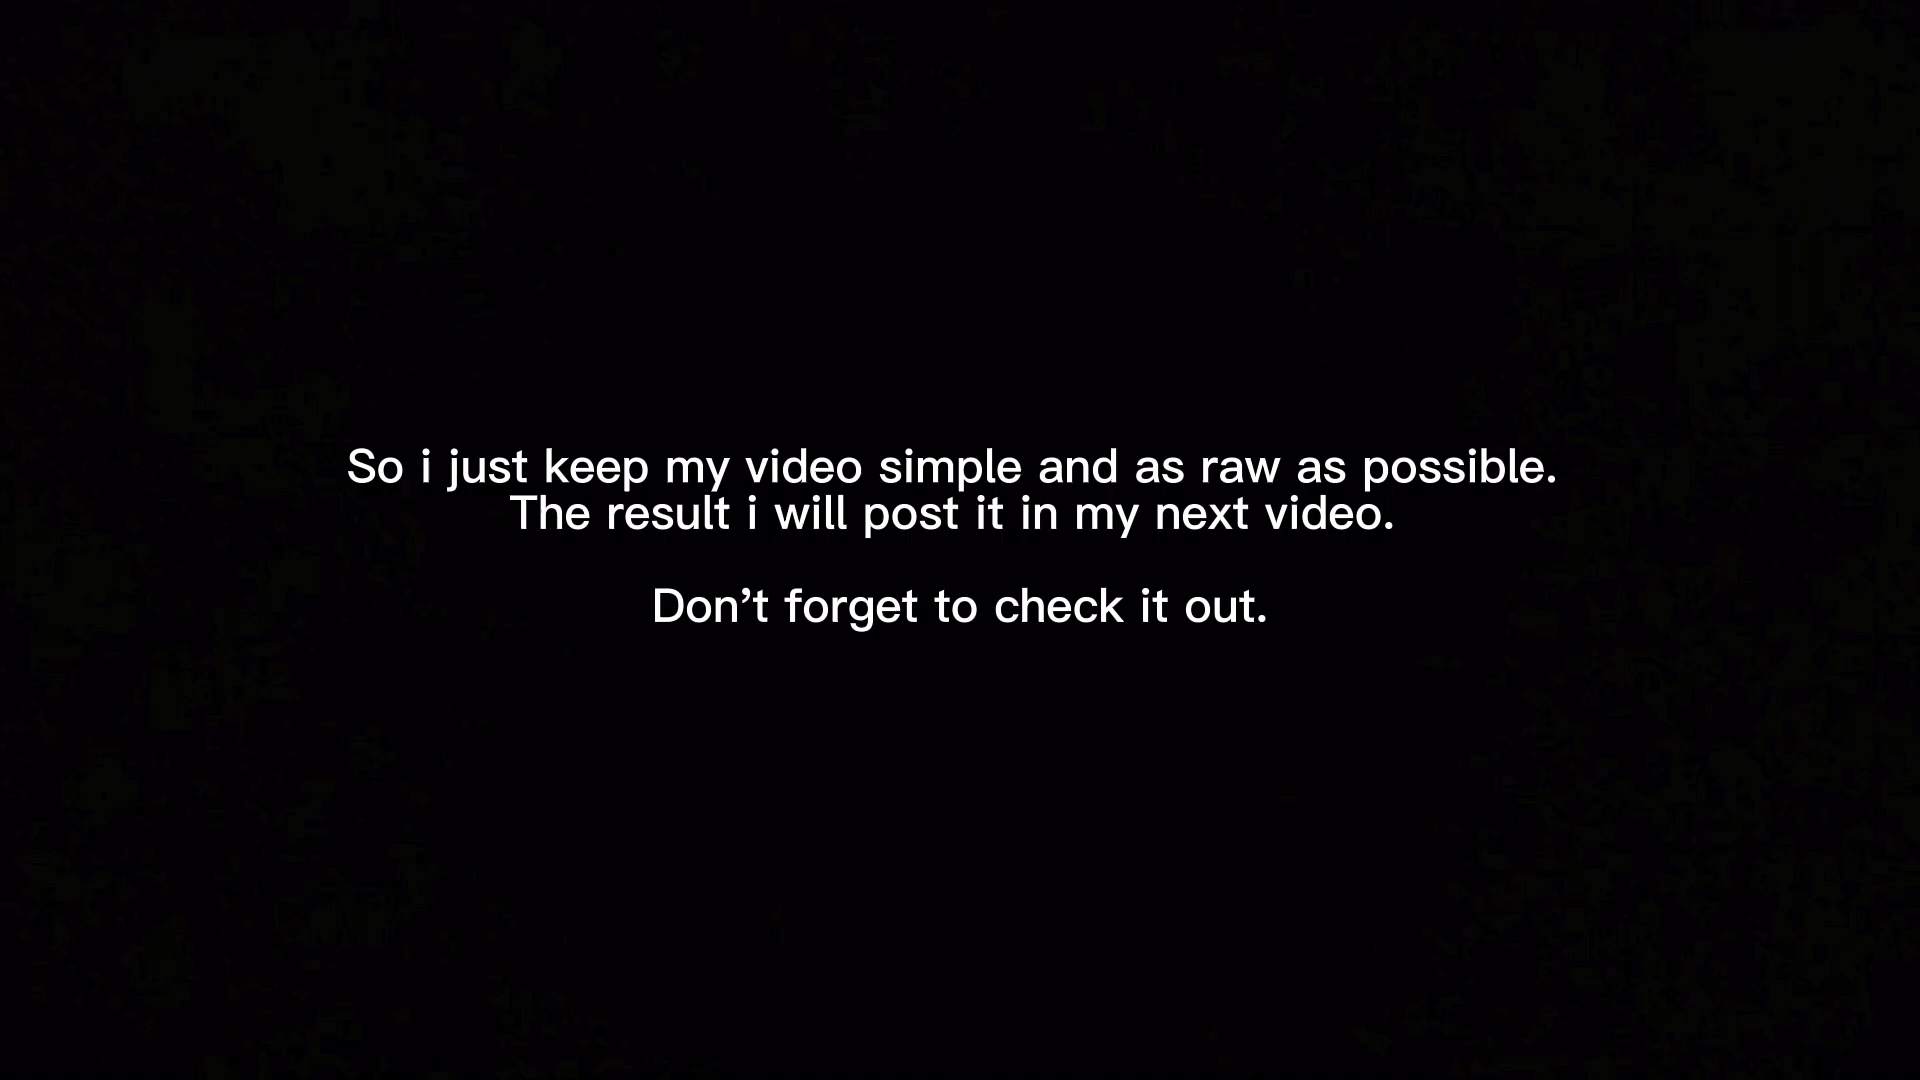 So i just keep my video simple and as raw as possible.
The result i will post it in my next video.
Don’t forget to check it out.